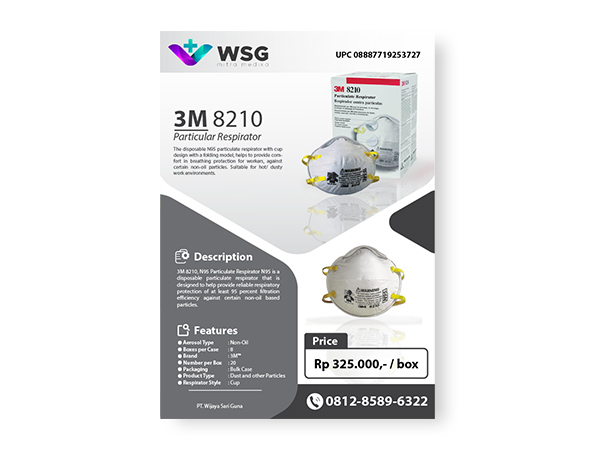 WSG
mitra medika
UPC 08887719253727
3M 8210
Particular Respirator
The disposable N95 particulate respirator with cup
design with a folding model, helps to provide com-
fort in breathing protection for workers, against
certain non-oil particles. Suitable for hot/ dusty
work environments.
3M 8210
Particulate Respirator
Description
3M 8210, N95 Particulate Respirator N95 is a
disposable particulate respirator that is
designed to help provide reliable respiratory
protection of at least 95 percent filtration
efficiency against certain non-oil based
particles.
Features
Aerosol Type : Non-Oil
Boxes per Case : 8
Brand : 3M™
Number per Box : 20
Packaging : Bulk Case
Product Type : Dust and other Particles
Respirator Style : Cup
PT. Wijaya Sari Guna
Price
Rp 325.000,- / box
0812-8589-6322